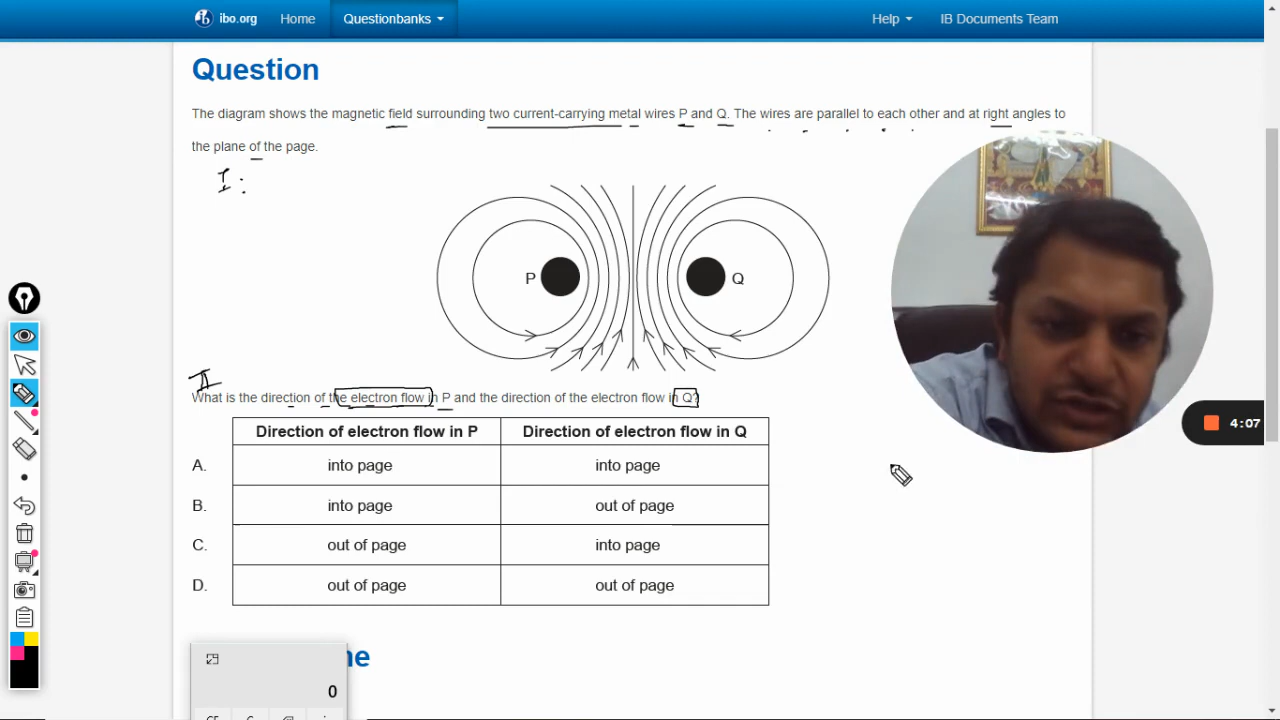 ibo.org Home Questionbanks Help IB Documents Team
Question
The diagram shows the magnetic field surrounding two current-carrying metal wires P and Q. The wires are parallel to each other and at right angles to
the plane of the page.
I:
P Q
II
What is the direction of the electron flow in P and the direction of the electron flow in Q?
Direction of electron flow in P Direction of electron flow in Q
A. into page into page
B. into page out of page
C. out of page into page
D. out of page out of page
4:07
0